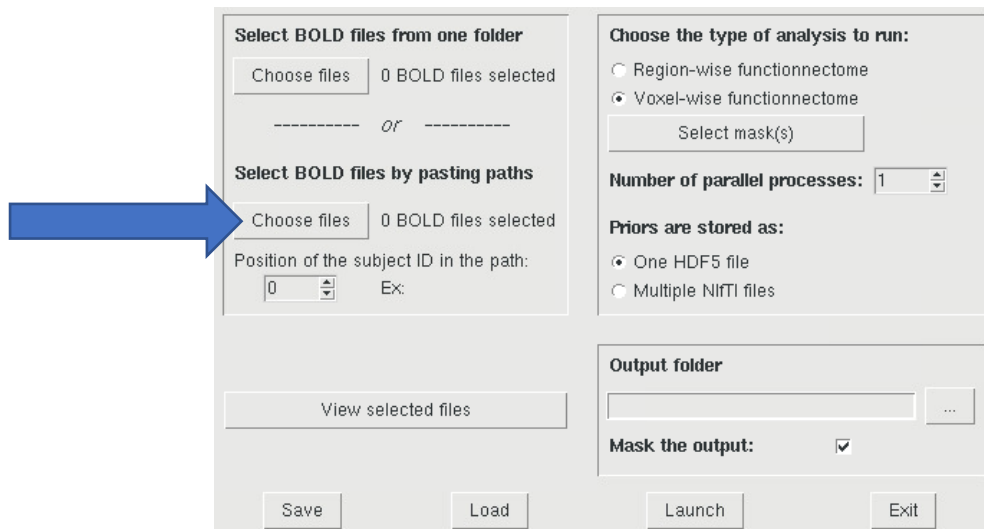 Select BOLD files from one folder
Choose files 0 BOLD files selected
---------- or ----------
Select BOLD files by pasting paths
Choose files 0 BOLD files selected
Position of the subject ID in the path:
0 Ex:
View selected files
Choose the type of analysis to run:
Region-wise functionnectome
Voxel-wise functionnectome
Select mask(s)
Number of parallel processes: 1
Priors are stored as:
One HDF5 file
Multiple NIfTI files
Output folder
...
Mask the output:
Save Load Launch Exit